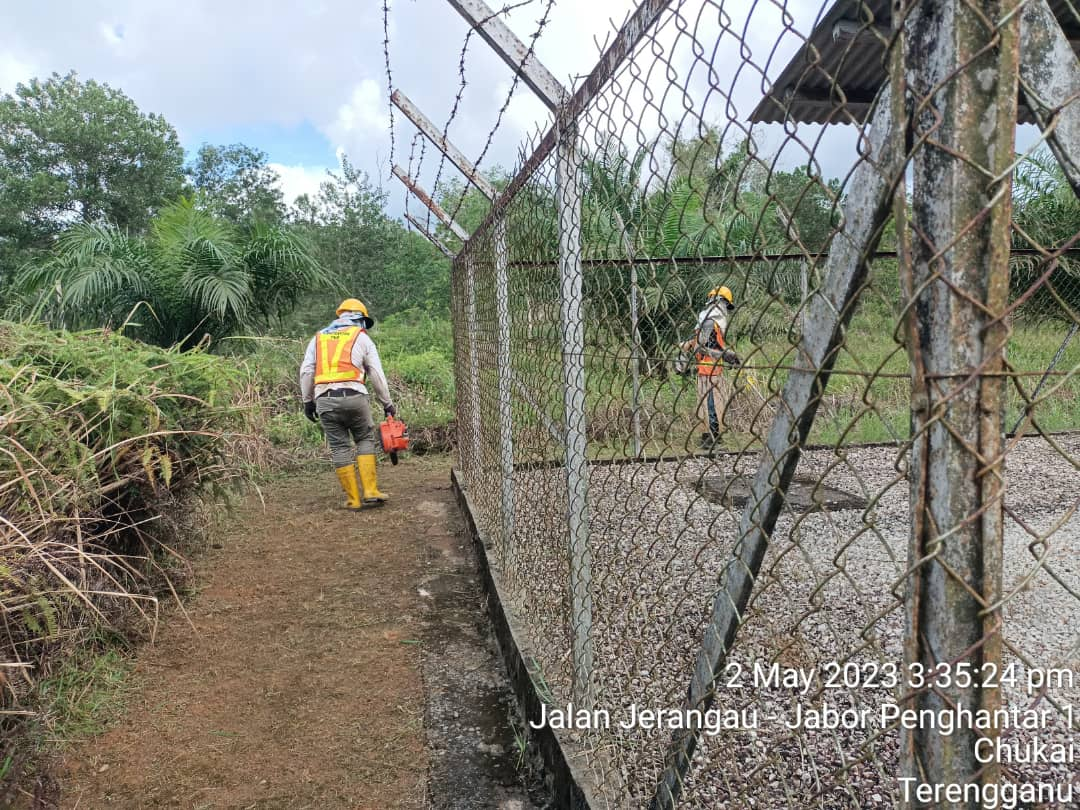 2 May 2023 3:35:24 pm
Jalan Jerangau - Jabor Penghantar 1
Chukai
Terengganu